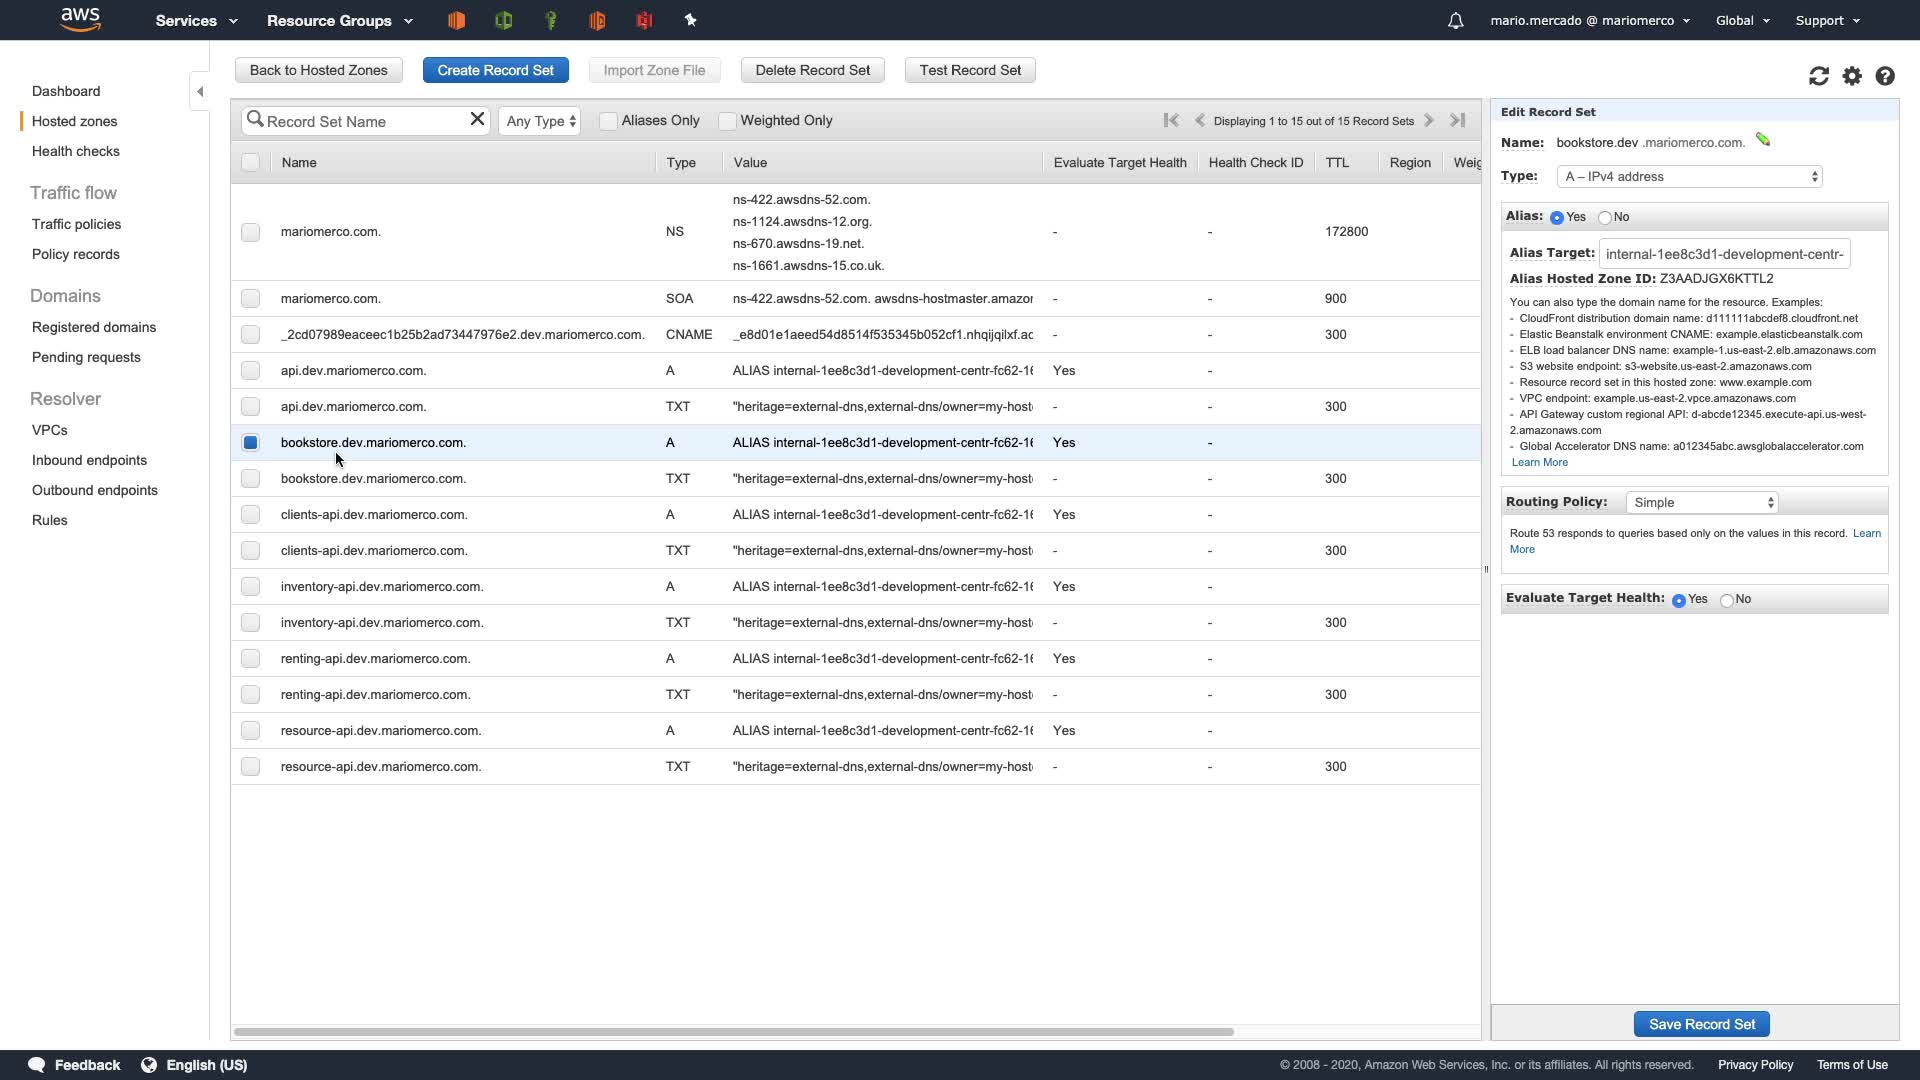 aws Services Resource Groups mario.mercado @ mariomerco Global Support
Back to Hosted Zones Create Record Set Import Zone File Delete Record Set Test Record Set
Dashboard
Hosted zones
Health checks
Traffic flow
Traffic policies
Policy records
Domains
Registered domains
Pending requests
Resolver
VPCs
Inbound endpoints
Outbound endpoints
Rules
Record Set Name Any Type Aliases Only Weighted Only Displaying 1 to 15 out of 15 Record Sets
Name Type Value Evaluate Target Health Health Check ID TTL Region Weig
ns-422.awsdns-52.com.
ns-1124.awsdns-12.org.
mariomerco.com. NS - - 172800
ns-670.awsdns-19.net.
ns-1661.awsdns-15.co.uk.
mariomerco.com. SOA ns-422.awsdns-52.com. awsdns-hostmaster.amazor - - 900
_2cd07989eaceec1b25b2ad73447976e2.dev.mariomerco.com. CNAME _e8d01e1aeed54d8514f535345b052cf1.nhqijqilxf.ac - - 300
api.dev.mariomerco.com. A ALIAS internal-1ee8c3d1-development-centr-fc62-16 Yes -
api.dev.mariomerco.com. TXT "heritage=external-dns,external-dns/owner=my-host - - 300
bookstore.dev.mariomerco.com. A ALIAS internal-1ee8c3d1-development-centr-fc62-16 Yes -
bookstore.dev.mariomerco.com. TXT "heritage=external-dns,external-dns/owner=my-host - - 300
clients-api.dev.mariomerco.com. A ALIAS internal-1ee8c3d1-development-centr-fc62-16 Yes -
clients-api.dev.mariomerco.com. TXT "heritage=external-dns,external-dns/owner=my-host - - 300
inventory-api.dev.mariomerco.com. A ALIAS internal-1ee8c3d1-development-centr-fc62-16 Yes -
inventory-api.dev.mariomerco.com. TXT "heritage=external-dns,external-dns/owner=my-host - - 300
renting-api.dev.mariomerco.com. A ALIAS internal-1ee8c3d1-development-centr-fc62-16 Yes -
renting-api.dev.mariomerco.com. TXT "heritage=external-dns,external-dns/owner=my-host - - 300
resource-api.dev.mariomerco.com. A ALIAS internal-1ee8c3d1-development-centr-fc62-16 Yes -
resource-api.dev.mariomerco.com. TXT "heritage=external-dns,external-dns/owner=my-host - - 300
Edit Record Set
Name: bookstore.dev .mariomerco.com.
Type: A – IPv4 address
Alias: Yes No
Alias Target: internal-1ee8c3d1-development-centr-
Alias Hosted Zone ID: Z3AADJGX6KTTL2
You can also type the domain name for the resource. Examples:
- CloudFront distribution domain name: d111111abcdef8.cloudfront.net
- Elastic Beanstalk environment CNAME: example.elasticbeanstalk.com
- ELB load balancer DNS name: example-1.us-east-2.elb.amazonaws.com
- S3 website endpoint: s3-website.us-east-2.amazonaws.com
- Resource record set in this hosted zone: www.example.com
- VPC endpoint: example.us-east-2.vpce.amazonaws.com
- API Gateway custom regional API: d-abcde12345.execute-api.us-west-
2.amazonaws.com
- Global Accelerator DNS name: a012345abc.awsglobalaccelerator.com
Learn More
Routing Policy: Simple
Route 53 responds to queries based only on the values in this record. Learn
More
Evaluate Target Health: Yes No
Save Record Set
Feedback English (US) © 2008 - 2020, Amazon Web Services, Inc. or its affiliates. All rights reserved. Privacy Policy Terms of Use